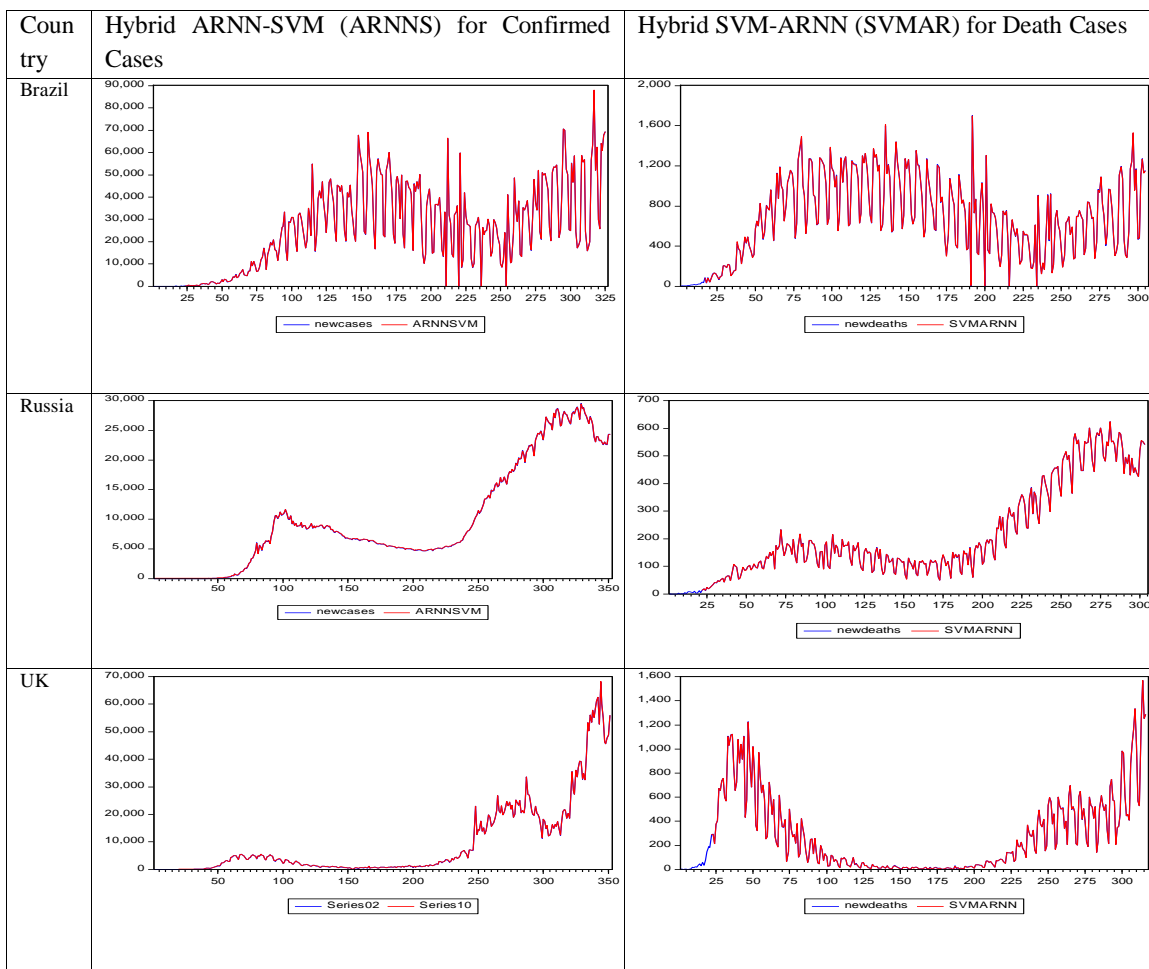 Coun
try
Hybrid ARNN-SVM (ARNNS) for Confirmed
Cases
Hybrid SVM-ARNN (SVMAR) for Death Cases
Brazil
90,000
80,000
70,000
60,000
50,000
40,000
30,000
20,000
10,000
0
25 50 75 100 125 150 175 200 225 250 275 300 325
newcases ARNNSVM
2,000
1,600
1,200
800
400
0
25 50 75 100 125 150 175 200 225 250 275 300
newdeaths SVMARNN
Russia
30,000
25,000
20,000
15,000
10,000
5,000
0
50 100 150 200 250 300 350
newcases ARNNSVM
700
600
500
400
300
200
100
0
25 50 75 100 125 150 175 200 225 250 275 300
newdeaths SVMARNN
UK
70,000
60,000
50,000
40,000
30,000
20,000
10,000
0
50 100 150 200 250 300 350
Series02 Series10
1,600
1,400
1,200
1,000
800
600
400
200
0
25 50 75 100 125 150 175 200 225 250 275 300
newdeaths SVMARNN